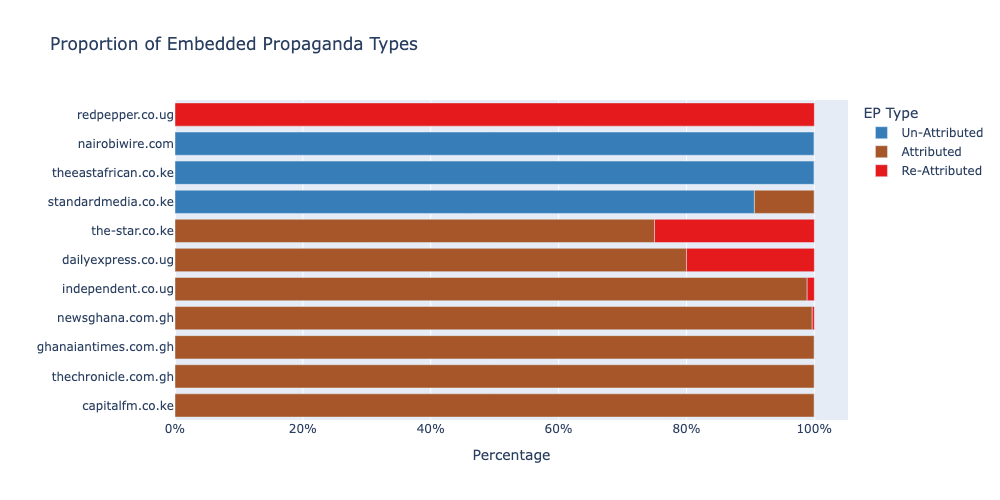 Proportion of Embedded Propaganda Types
redpepper.co.ug
nairobiwire.com
theeastafrican.co.ke
standardmedia.co.ke
the-star.co.ke
dailyexpress.co.ug
independent.co.ug
newsghana.com.gh
ghanaiantimes.com.gh
thechronicle.com.gh
capitalfm.co.ke
0% 20% 40% 60% 80% 100%
Percentage
EP Type
Un-Attributed
Attributed
Re-Attributed